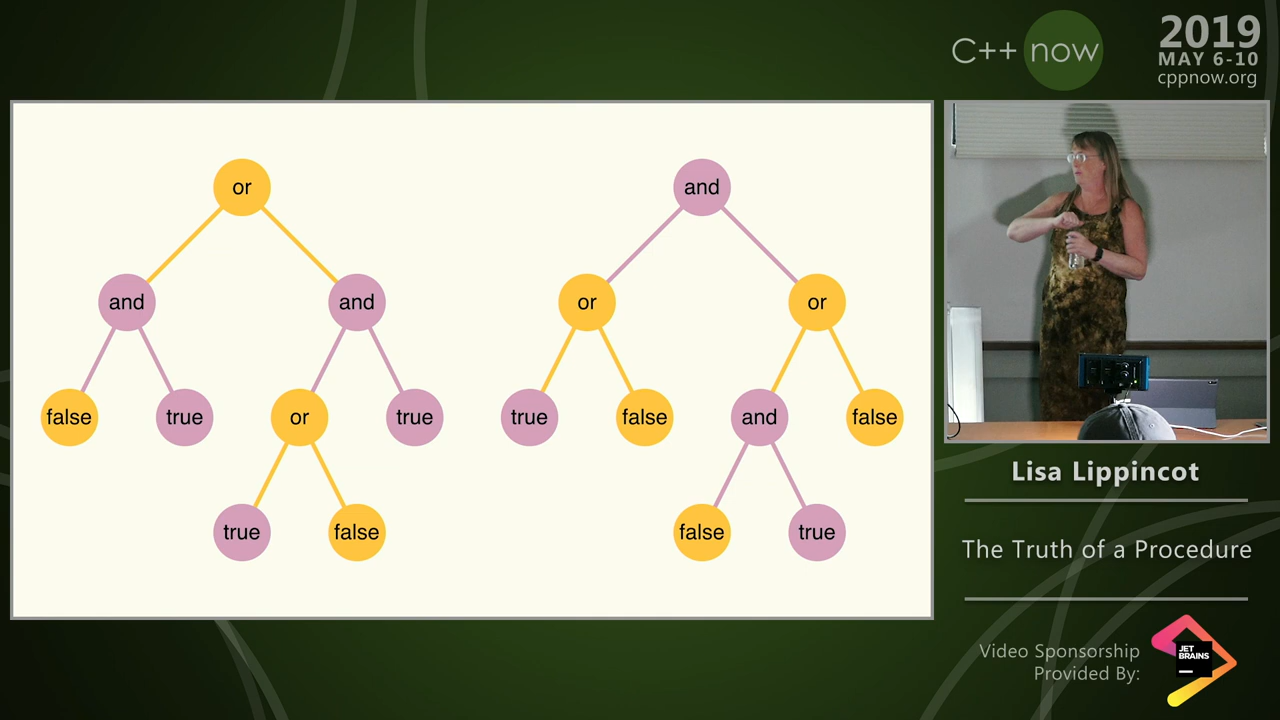 C++ now
2019
MAY 6-10
cppnow.org
or
and
and
and
or
or
false
true
or
true
true
false
and
false
true
false
false
true
Lisa Lippincot
The Truth of a Procedure
Video Sponsorship
Provided By:
JET
BRAINS